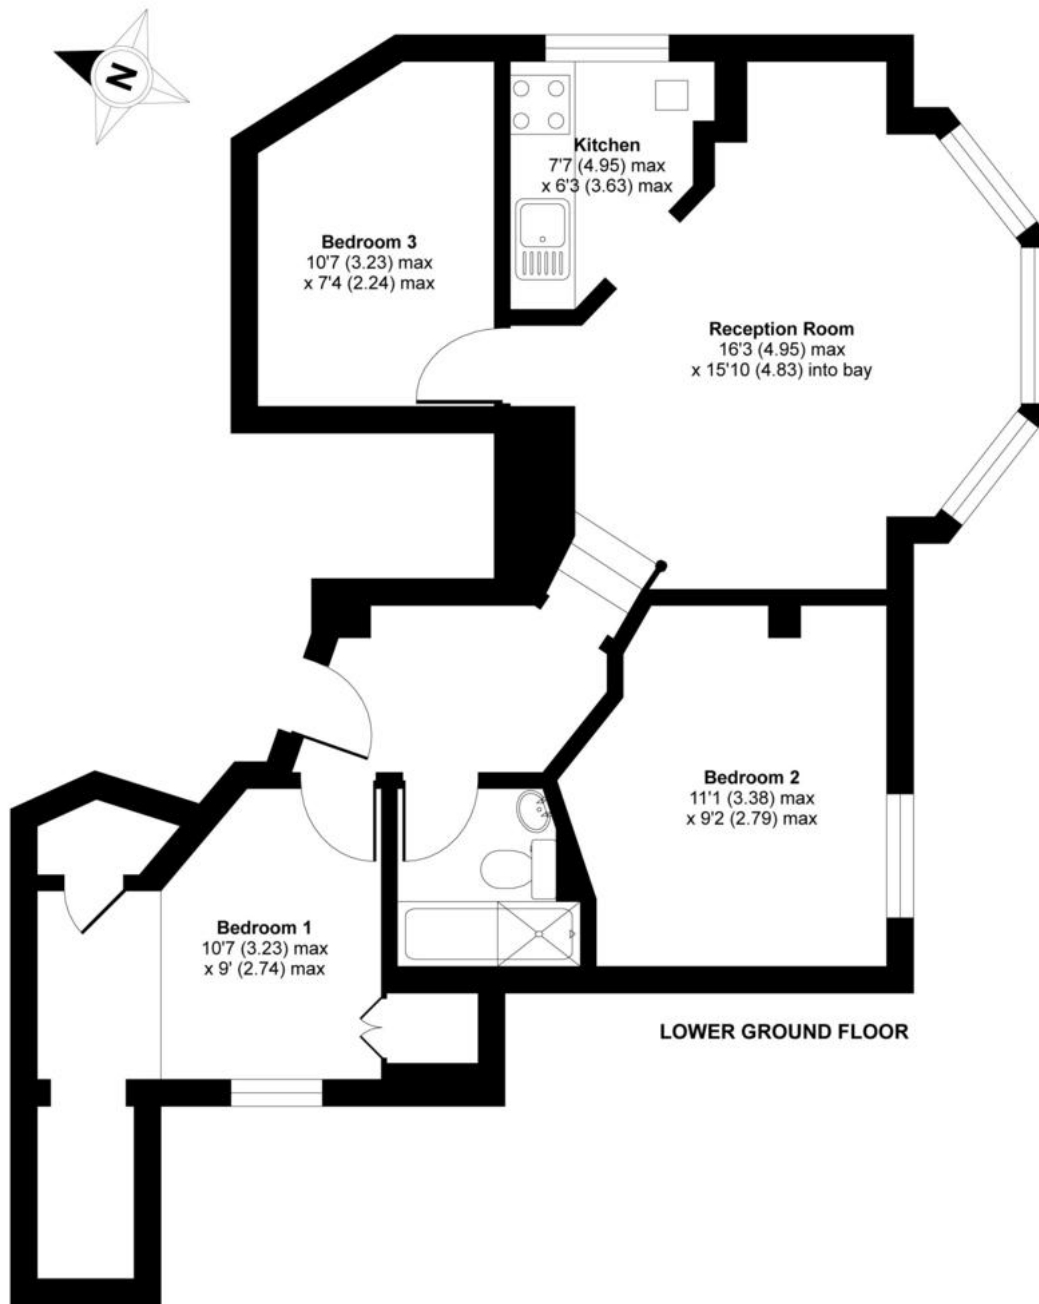 N
Kitchen
7'7 (4.95) max
x 6'3 (3.63) max
Bedroom 3
10'7 (3.23) max
x 7'4 (2.24) max
Reception Room
16'3 (4.95) max
x 15'10 (4.83) into bay
Bedroom 2
11'1 (3.38) max
x 9'2 (2.79) max
Bedroom 1
10'7 (3.23) max
x 9' (2.74) max
LOWER GROUND FLOOR